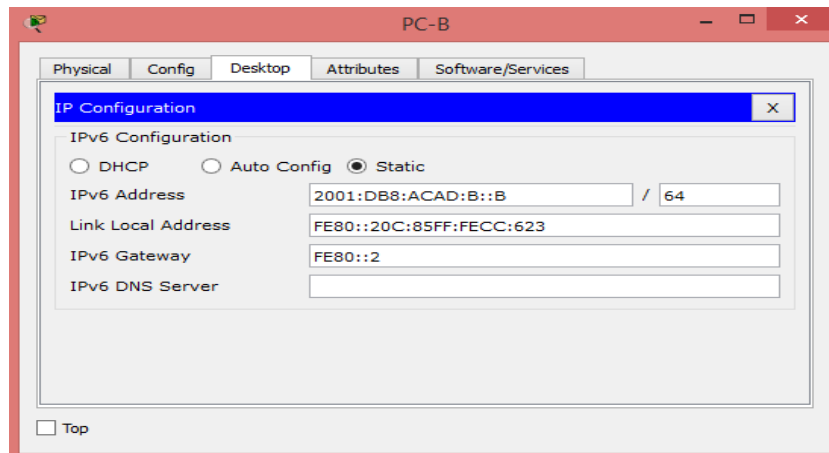 PC-B
Physical Config Desktop Attributes Software/Services
IP Configuration X
IPv6 Configuration
DHCP Auto Config Static
IPv6 Address 2001:DB8:ACAD:B::B / 64
Link Local Address FE80::20C:85FF:FECC:623
IPv6 Gateway FE80::2
IPv6 DNS Server
Top